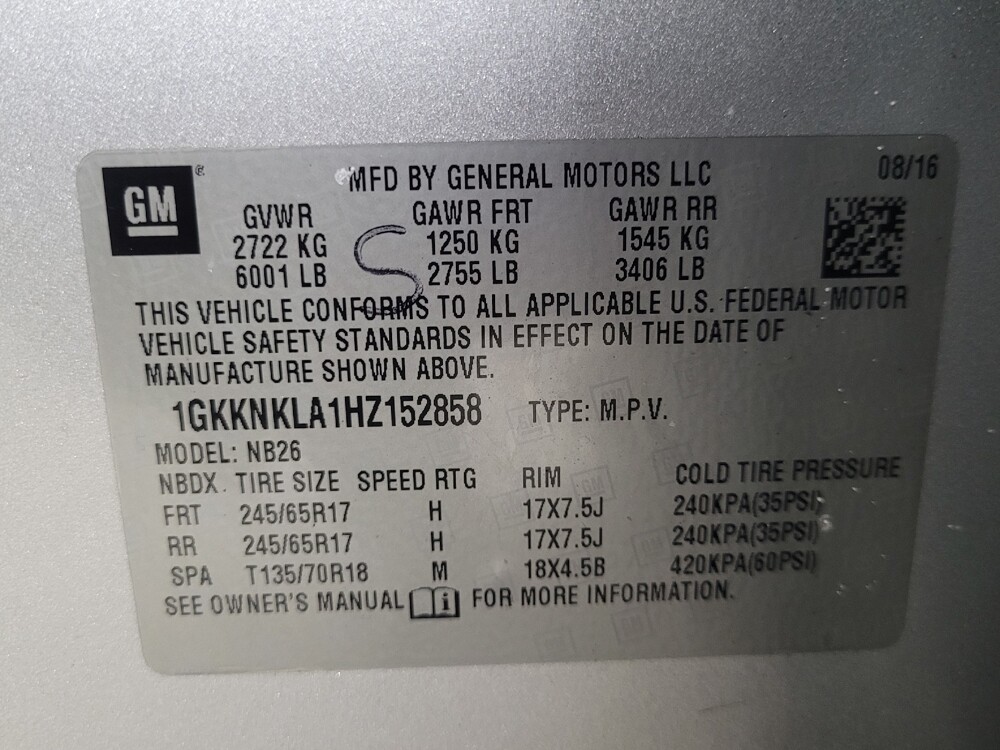 GM®
MFD BY GENERAL MOTORS LLC 08/16
GVWR GAWR FRT GAWR RR
2722 KG 1250 KG 1545 KG
6001 LB 2755 LB 3406 LB
S
THIS VEHICLE CONFORMS TO ALL APPLICABLE U.S. FEDERAL MOTOR
VEHICLE SAFETY STANDARDS IN EFFECT ON THE DATE OF
MANUFACTURE SHOWN ABOVE.
1GKKNKLA1HZ152858 TYPE: M.P.V.
MODEL: NB26
NBDX. TIRE SIZE SPEED RTG RIM COLD TIRE PRESSURE
FRT 245/65R17 H 17X7.5J 240KPA(35PSI)
RR 245/65R17 H 17X7.5J 240KPA(35PSI)
SPA T135/70R18 M 18X4.5B 420KPA(60PSI)
SEE OWNER'S MANUAL i FOR MORE INFORMATION.